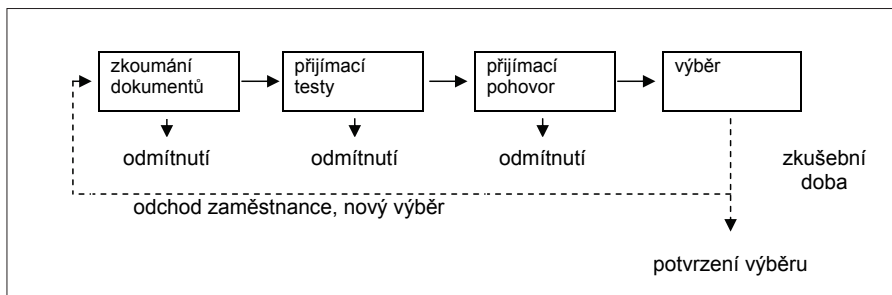 zkoumání
dokumentů
přijímací
testy
přijímací
pohovor
výběr
odmítnutí
odmítnutí
odmítnutí
zkušební
doba
odchod zaměstnance, nový výběr
potvrzení výběru